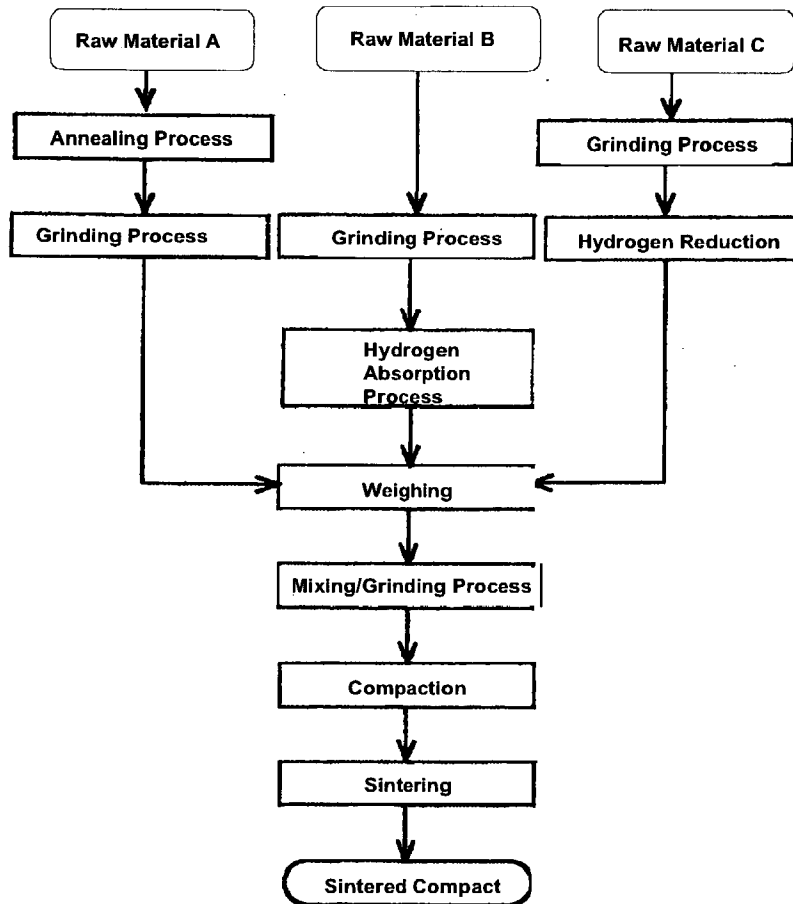 Raw Material A
Raw Material B
Raw Material C
Annealing Process
Grinding Process
Grinding Process
Grinding Process
Hydrogen Reduction
Hydrogen
Absorption
Process
Weighing
Mixing/Grinding Process
Compaction
Sintering
Sintered Compact